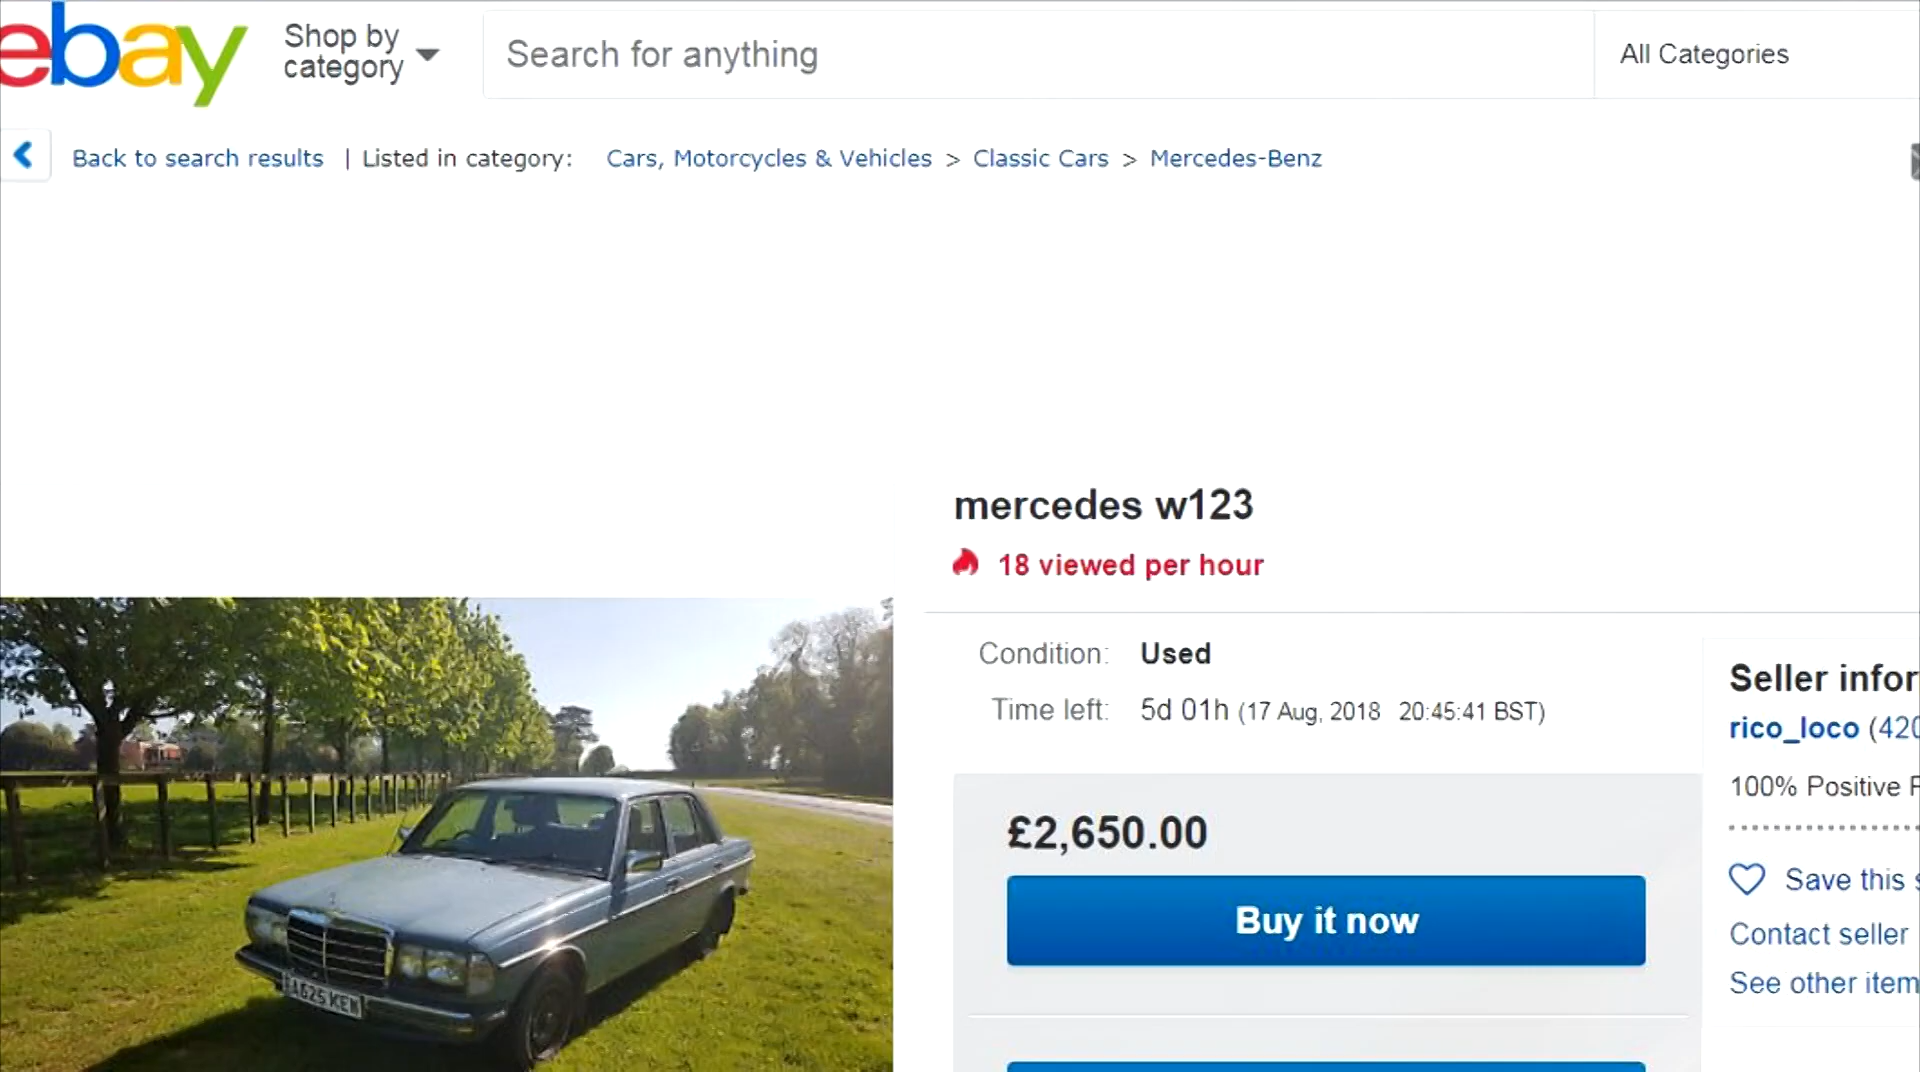 ebay
Shop by
category
Search for anything
All Categories
Back to search results | Listed in category: Cars, Motorcycles & Vehicles > Classic Cars > Mercedes-Benz
mercedes w123
18 viewed per hour
Condition: Used
Time left: 5d 01h (17 Aug, 2018 20:45:41 BST)
£2,650.00
Buy it now
Seller infor
rico_loco (420
100% Positive F
Save this s
Contact seller
See other item
A625 KEW